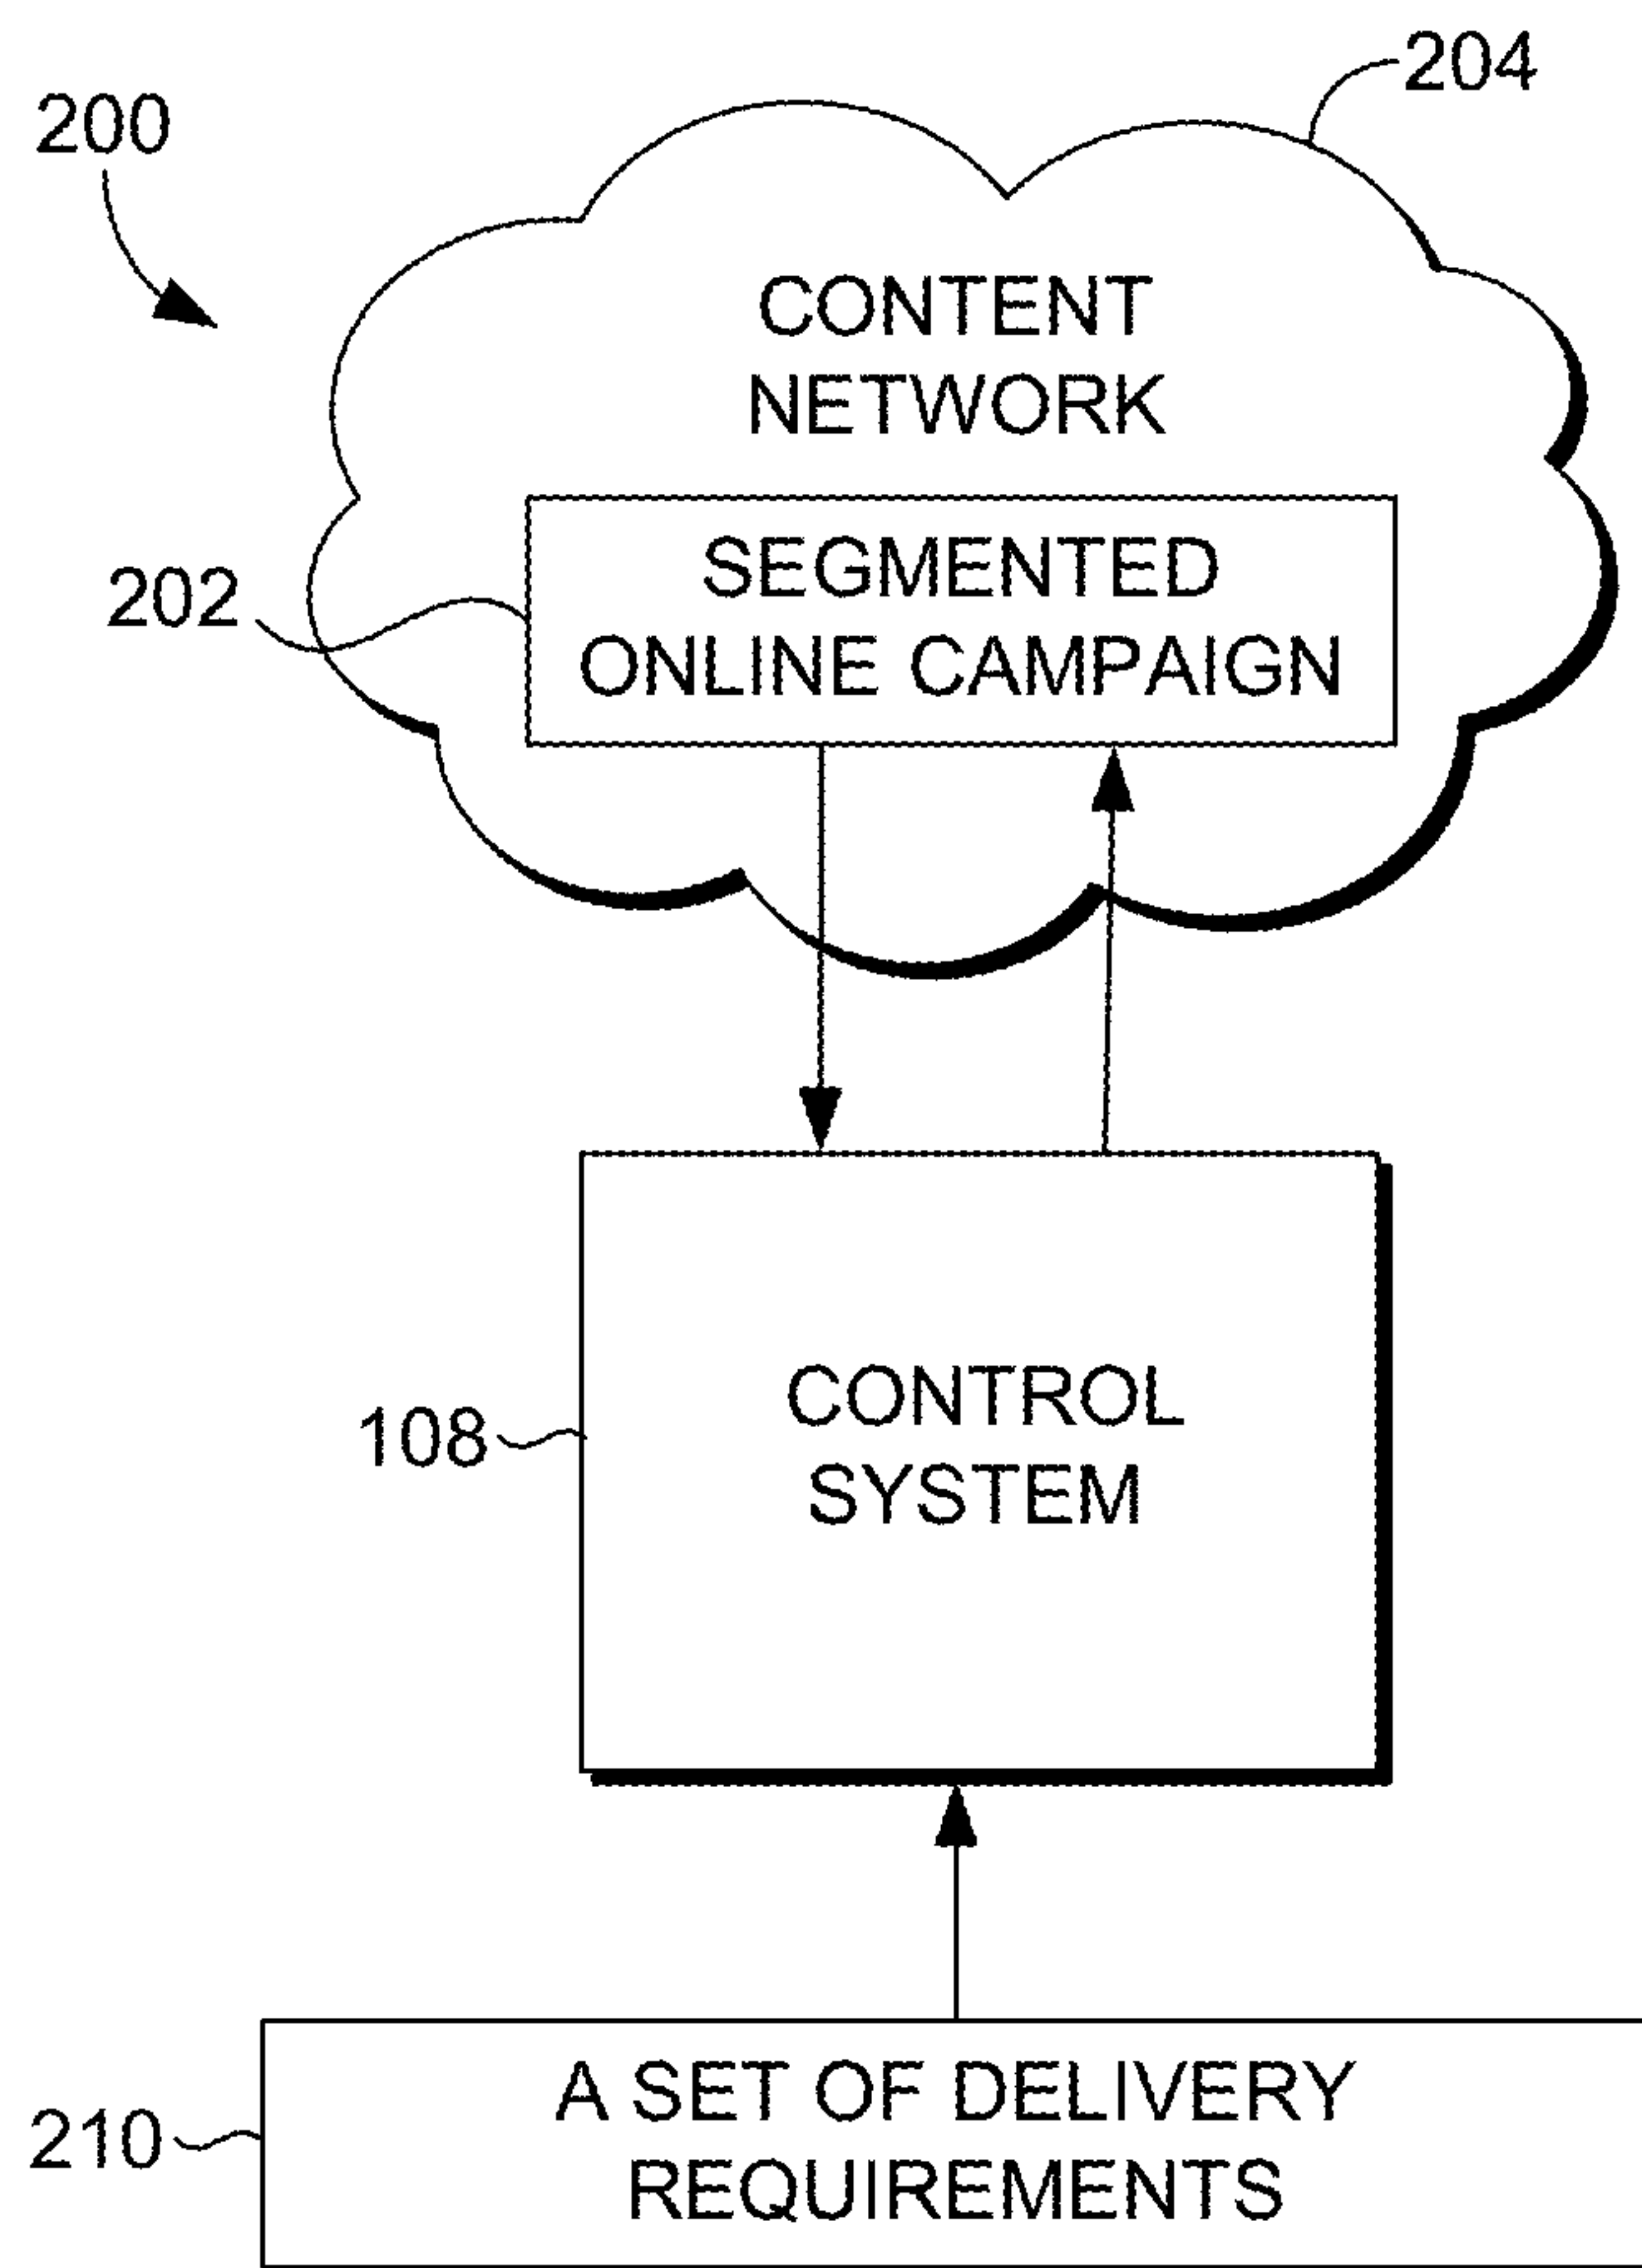 204
200
CONTENT
NETWORK
SEGMENTED
ONLINE CAMPAIGN
202
CONTROL
SYSTEM
108
A SET OF DELIVERY
REQUIREMENTS
210